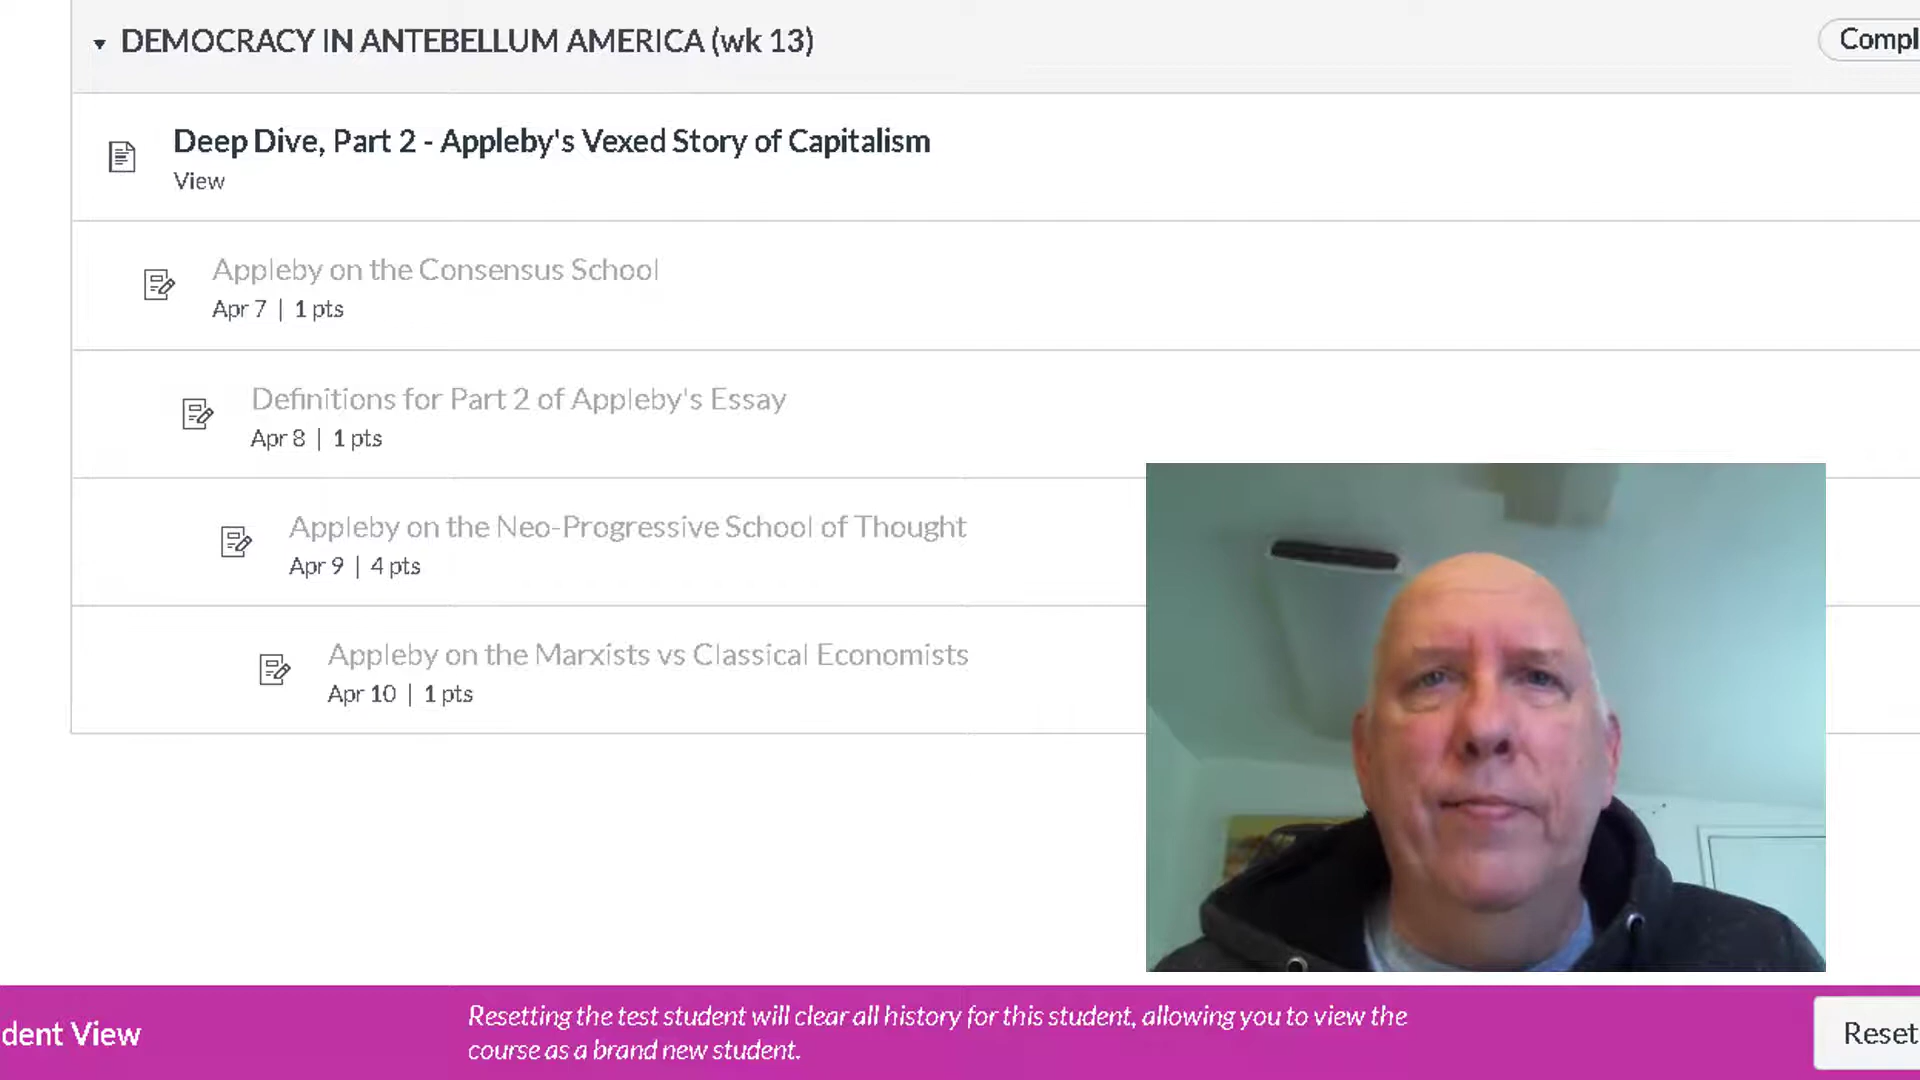 DEMOCRACY IN ANTEBELLUM AMERICA (wk 13)
Compl
Deep Dive, Part 2 - Appleby's Vexed Story of Capitalism
View
Appleby on the Consensus School
Apr 7 | 1 pts
Definitions for Part 2 of Appleby's Essay
Apr 8 | 1 pts
Appleby on the Neo-Progressive School of Thought
Apr 9 | 4 pts
Appleby on the Marxists vs Classical Economists
Apr 10 | 1 pts
dent View
Resetting the test student will clear all history for this student, allowing you to view the
course as a brand new student.
Reset